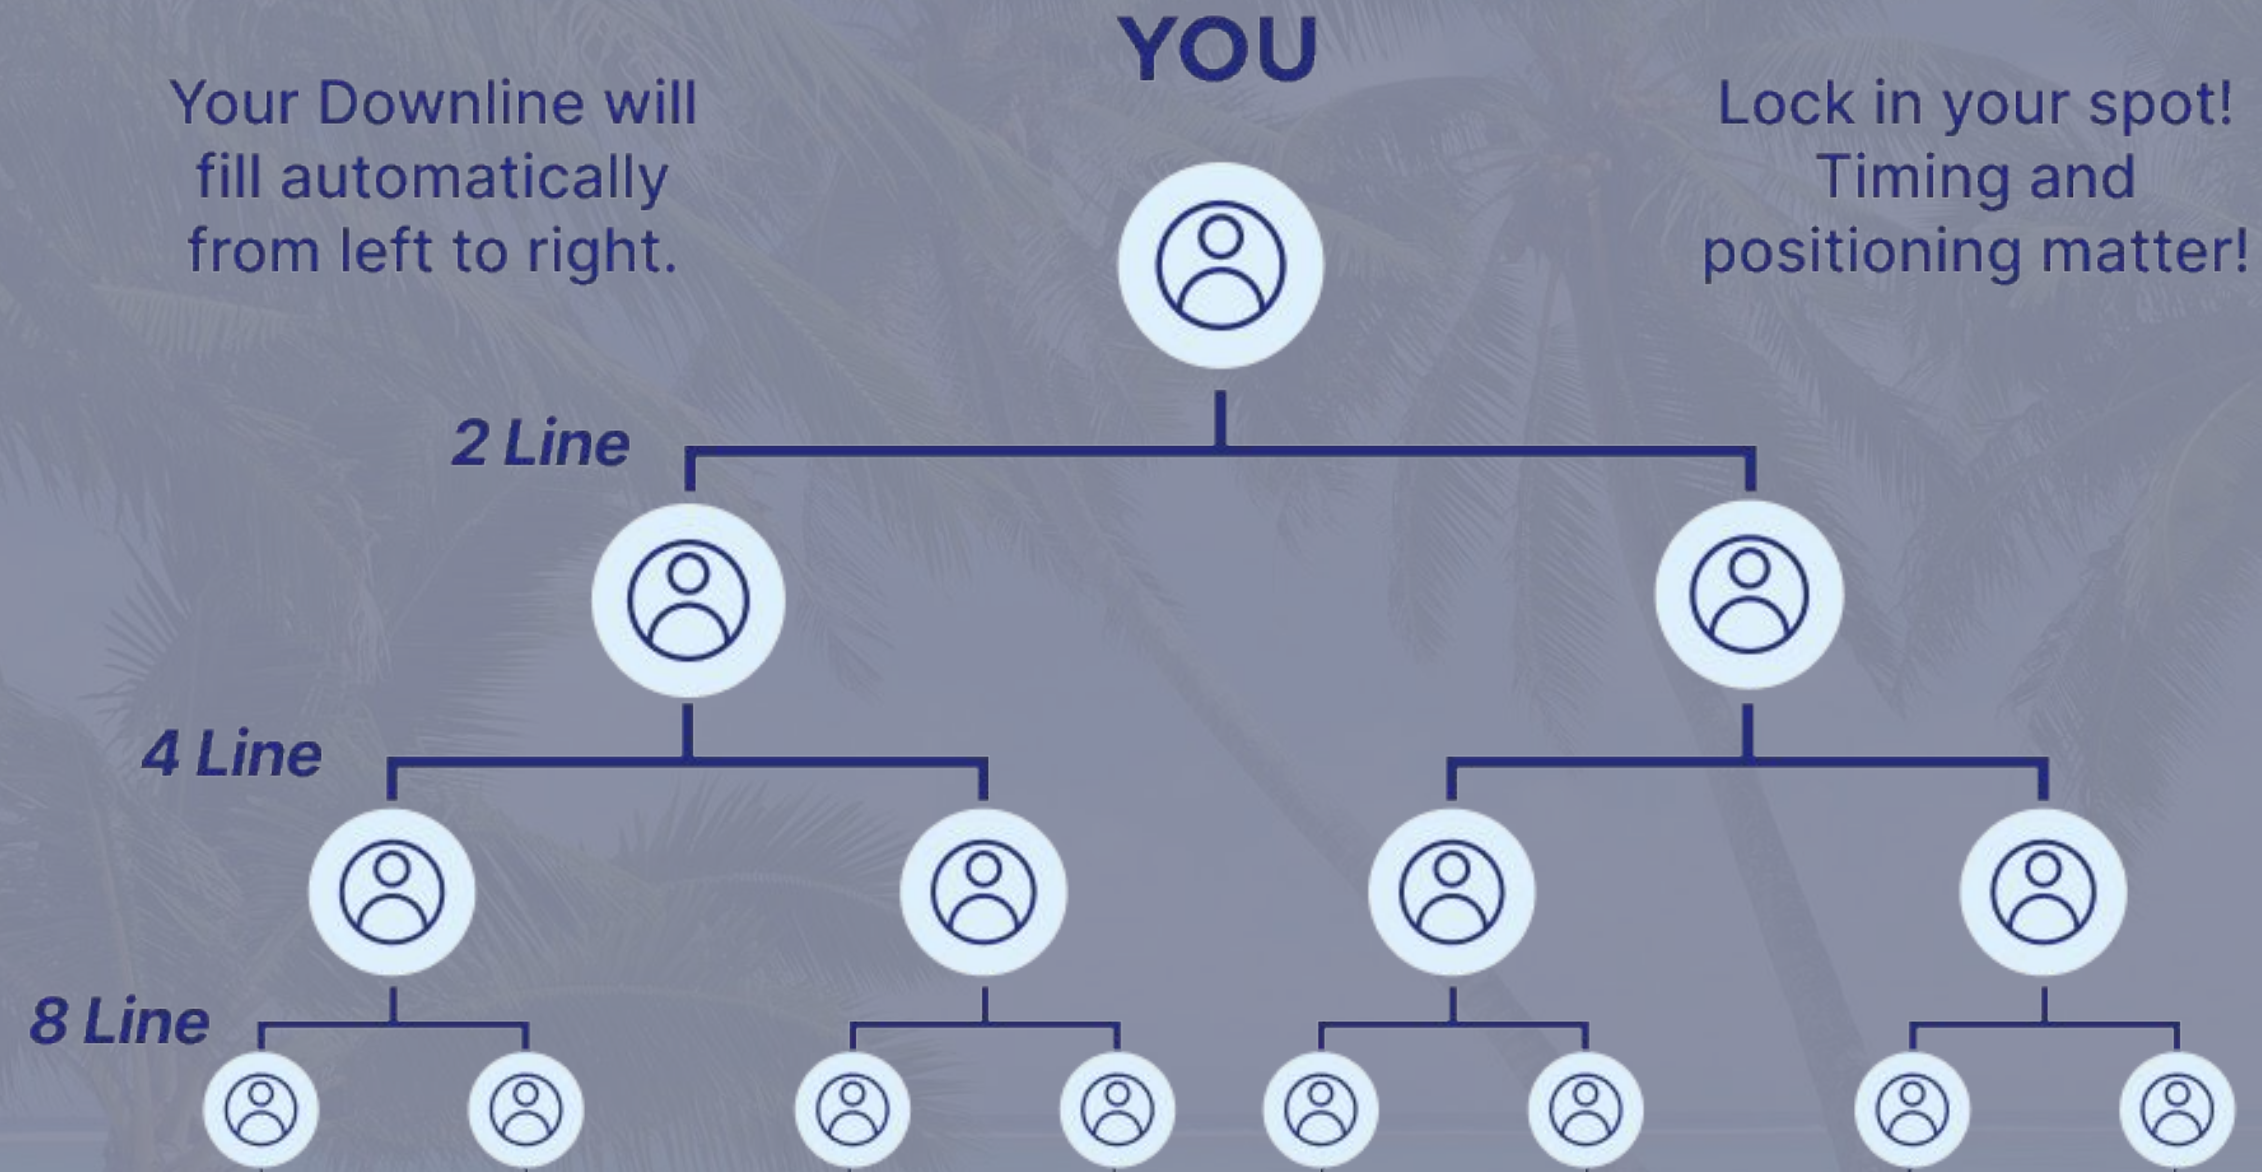 YOU
Your Downline will
fill automatically
from left to right.
Lock in your spot!
Timing and
positioning matter!
2 Line
4 Line
8 Line